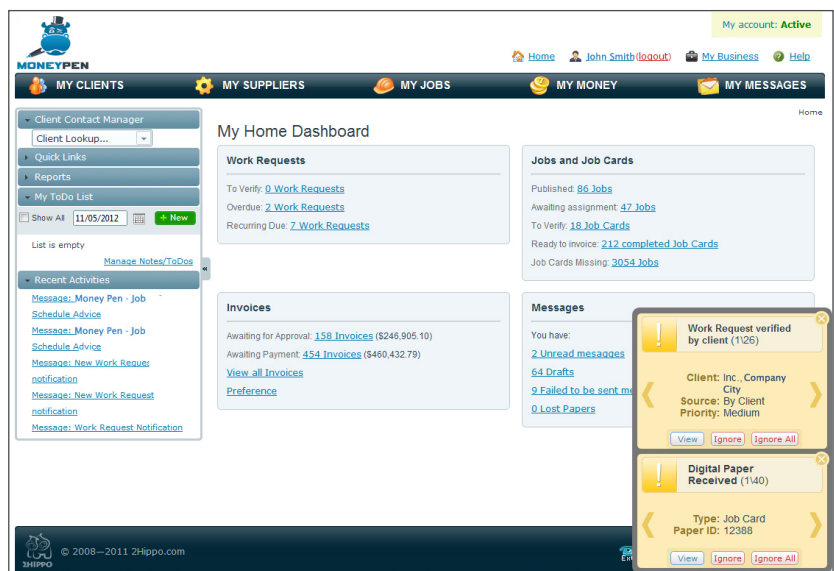 My account: Active
MONEYPEN
Home John Smith(logout) My Business Help
MY CLIENTS MY SUPPLIERS MY JOBS MY MONEY MY MESSAGES
Home
Client Contact Manager
Client Lookup...
Quick Links
Reports
My ToDo List
Show All 11/05/2012 + New
List is empty
Manage Notes/ToDos
«
Recent Activities
Message: Money Pen - Job
Schedule Advice
Message: Money Pen - Job
Schedule Advice
Message: New Work Reques
notification
Message: New Work Request
notification
Message: Work Request Notification
My Home Dashboard
Work Requests
To Verify: 0 Work Requests
Overdue: 2 Work Requests
Recurring Due: 7 Work Requests
Jobs and Job Cards
Published: 86 Jobs
Awaiting assignment: 47 Jobs
To Verify: 18 Job Cards
Ready to invoice: 212 completed Job Cards
Job Cards Missing: 3054 Jobs
Invoices
Awaiting for Approval: 158 Invoices ($246,905.10)
Awaiting Payment: 454 Invoices ($460,432.79)
View all Invoices
Preference
Messages
You have:
2 Unread mesagges
64 Drafts
9 Failed to be sent me
0 Lost Papers
Work Request verified
by client (1\26)
Client: Inc., Company
City
Source: By Client
Priority: Medium
View Ignore Ignore All
Digital Paper
Received (1\40)
Type: Job Card
Paper ID: 12388
View Ignore Ignore All
2HIPPO
© 2008—2011 2Hippo.com